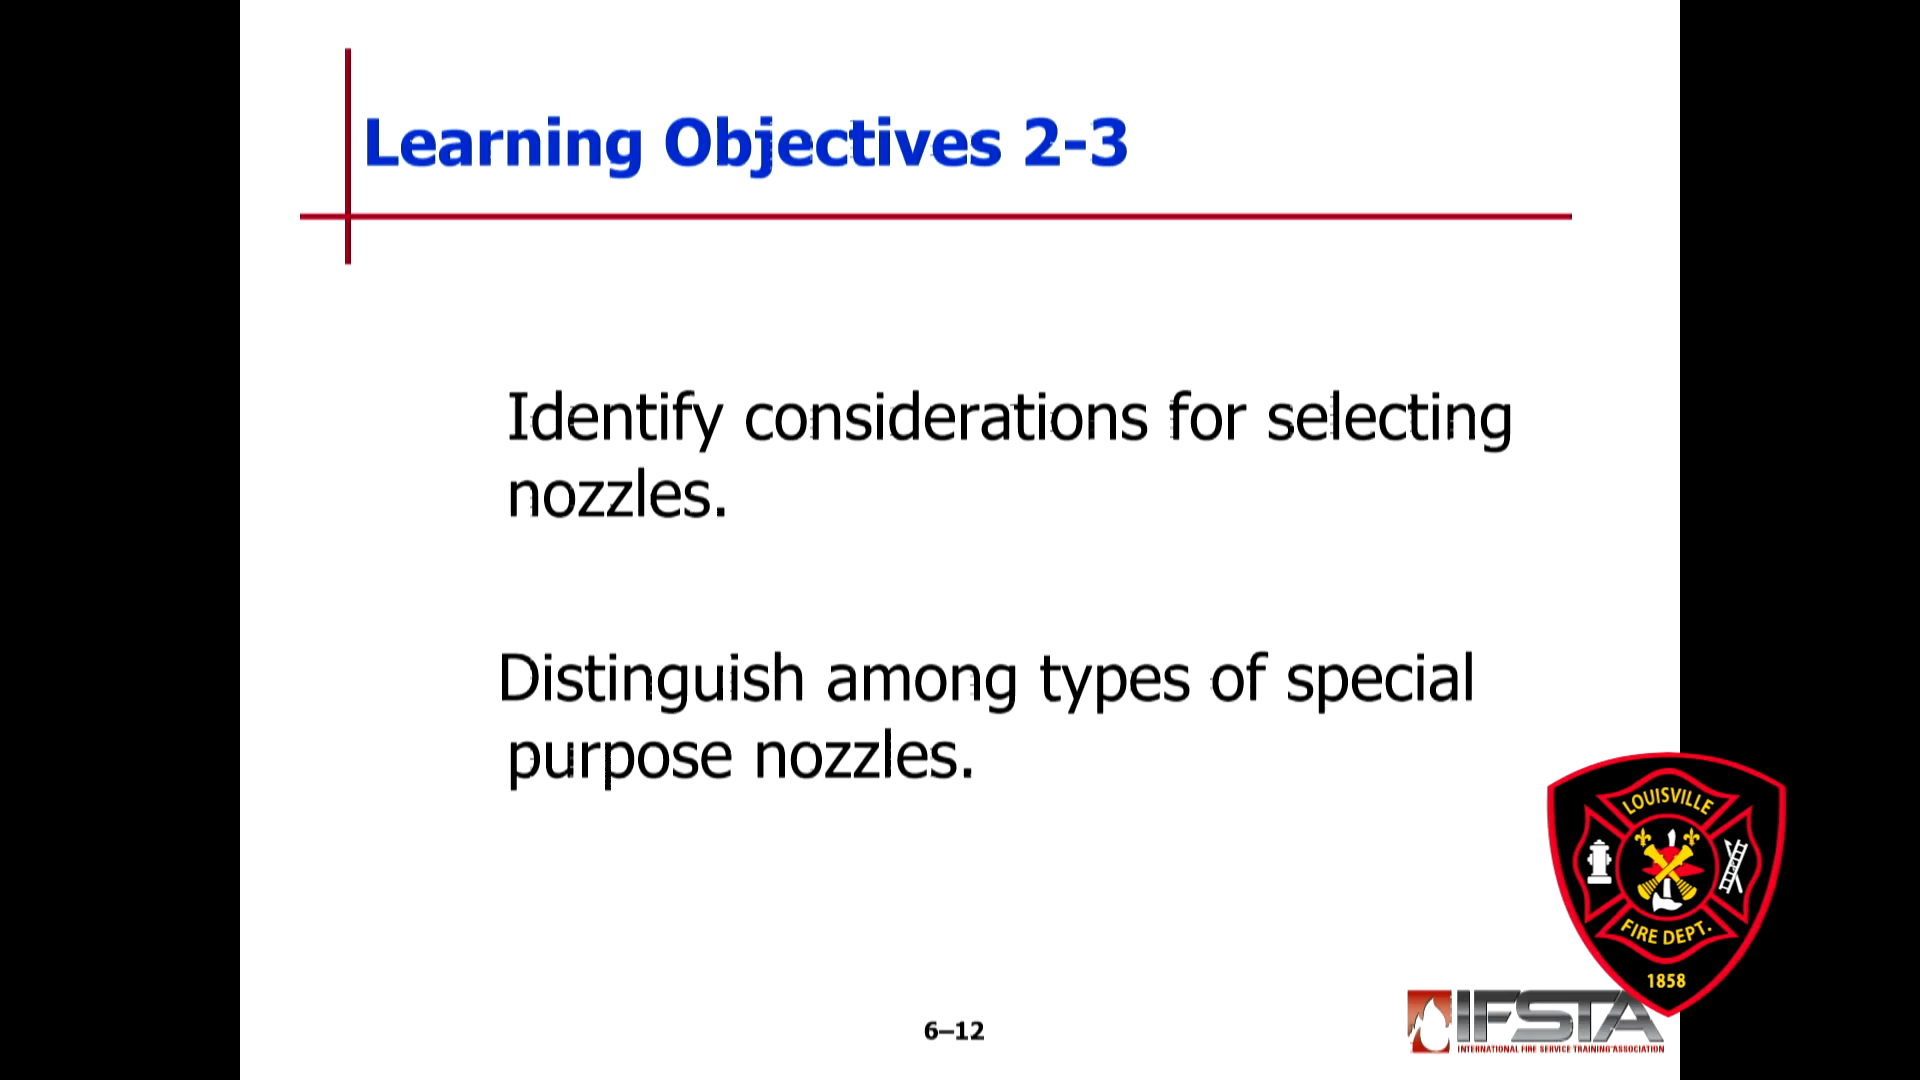 Learning Objectives 2-3
Identify considerations for selecting
nozzles.
Distinguish among types of special
purpose nozzles.
LOUISVILLE
FIRE DEPT.
1858
6–12
IFSTA
INTERNATIONAL FIRE SERVICE TRAINING ASSOCIATION